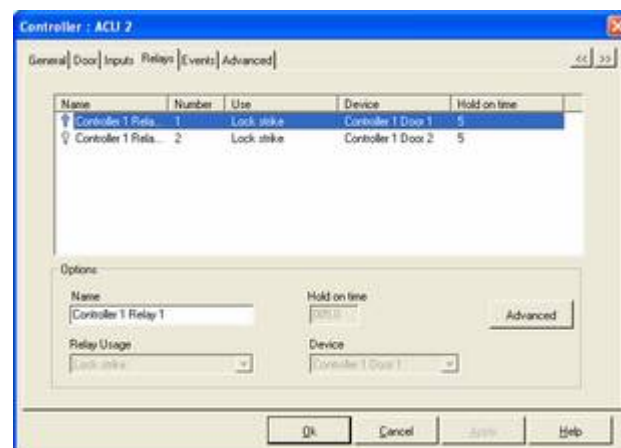 Controller : ACU 2
General Door Inputs Relays Events Advanced << >>
Name Number Use Device Hold on time
Controller 1 Rela... 1 Lock strike Controller 1 Door 1 5
Controller 1 Rela... 2 Lock strike Controller 1 Door 2 5
Options
Name Hold on time
Controller 1 Relay 1 005.0 Advanced
Relay Usage Device
Lock strike Controller 1 Door 1
Ok Cancel Apply Help